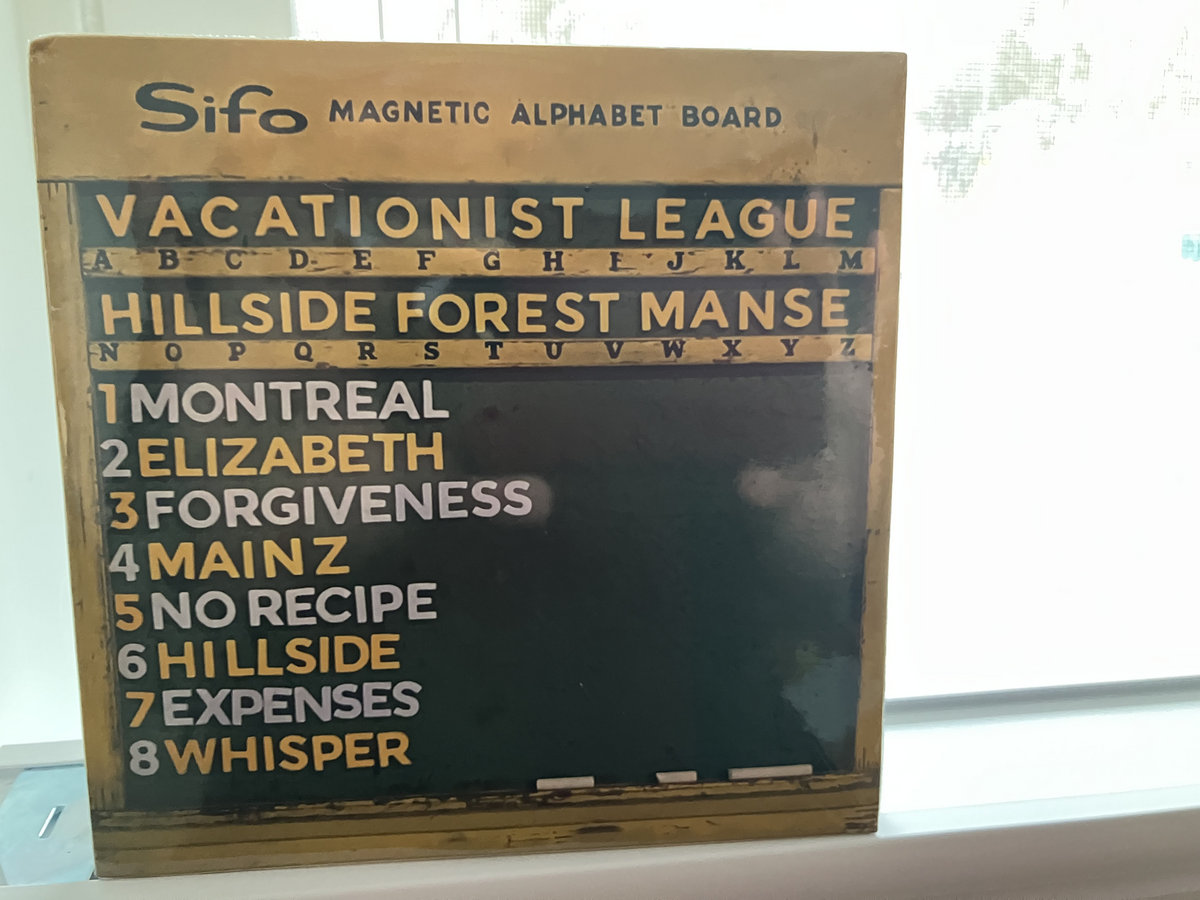 Sifo MAGNETIC ALPHABET BOARD
VACATIONIST LEAGUE
A B C D E F G H I J K L M
HILLSIDE FOREST MANSE
N O P Q R S T U V W X Y Z
1 MONTREAL
2 ELIZABETH
3 FORGIVENESS
4 MAINZ
5 NO RECIPE
6 HILLSIDE
7 EXPENSES
8 WHISPER